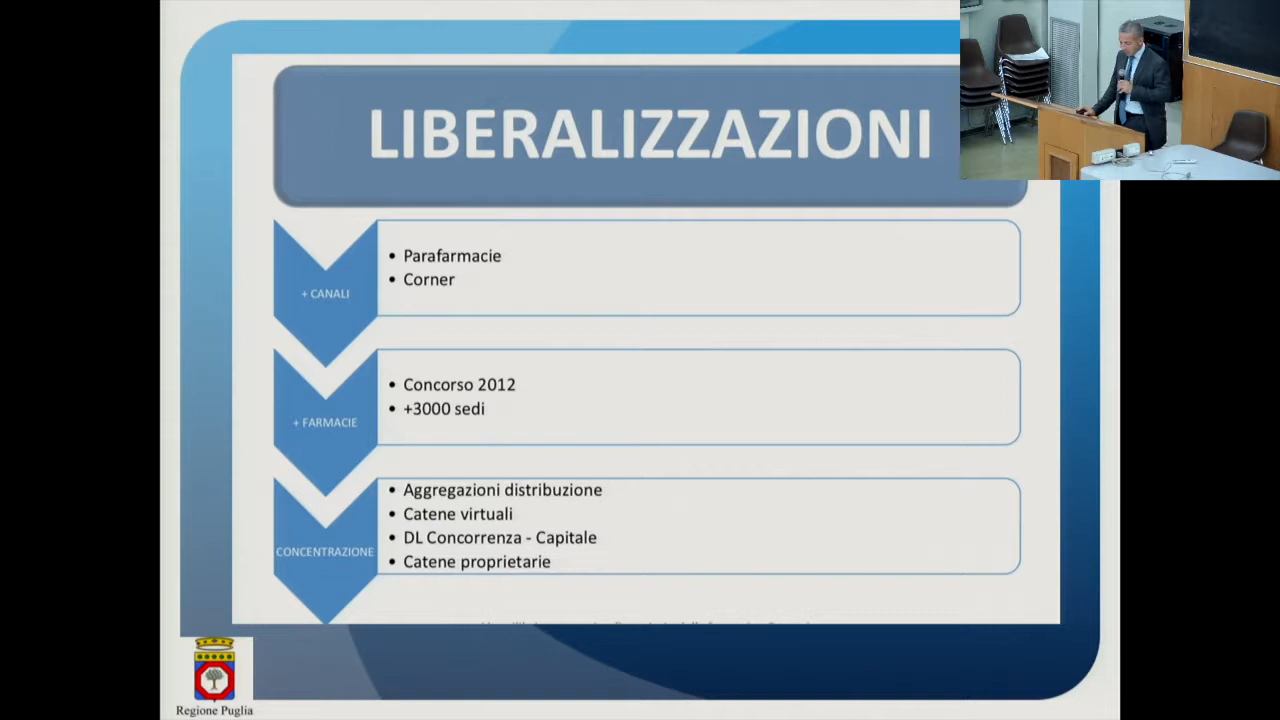 LIBERALIZZAZIONI
+ CANALI
• Parafarmacie
• Corner
+ FARMACIE
• Concorso 2012
• +3000 sedi
CONCENTRAZIONE
• Aggregazioni distribuzione
• Catene virtuali
• DL Concorrenza - Capitale
• Catene proprietarie
Regione Puglia